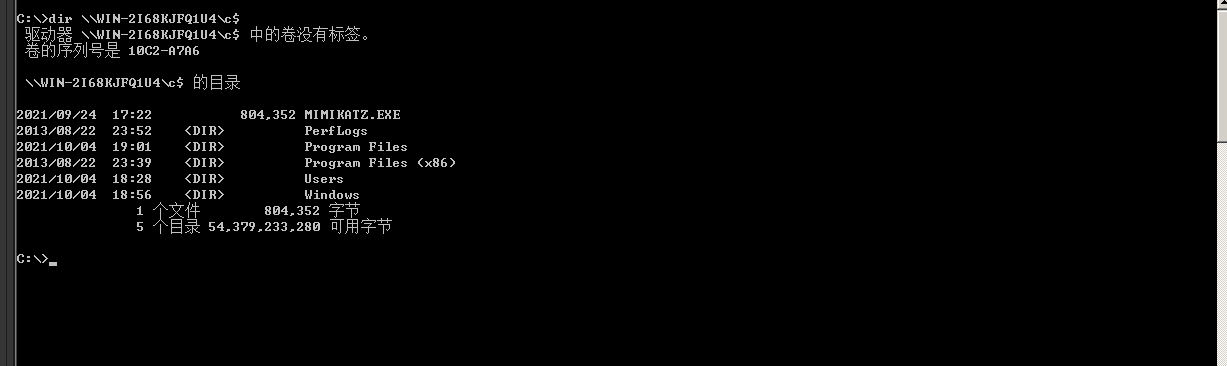 C:\>dir \\WIN-2I68KJFQ1U4\c$
驱动器 \\WIN-2I68KJFQ1U4\c$ 中的卷没有标签。
卷的序列号是 10C2-A7A6
\\WIN-2I68KJFQ1U4\c$ 的目录
2021/09/24  17:22           804,352 MIMIKATZ.EXE
2013/08/22  23:52    <DIR>          PerfLogs
2021/10/04  19:01    <DIR>          Program Files
2013/08/22  23:39    <DIR>          Program Files (x86)
2021/10/04  18:28    <DIR>          Users
2021/10/04  18:56    <DIR>          Windows
1 个文件        804,352 字节
5 个目录 54,379,233,280 可用字节
C:\>